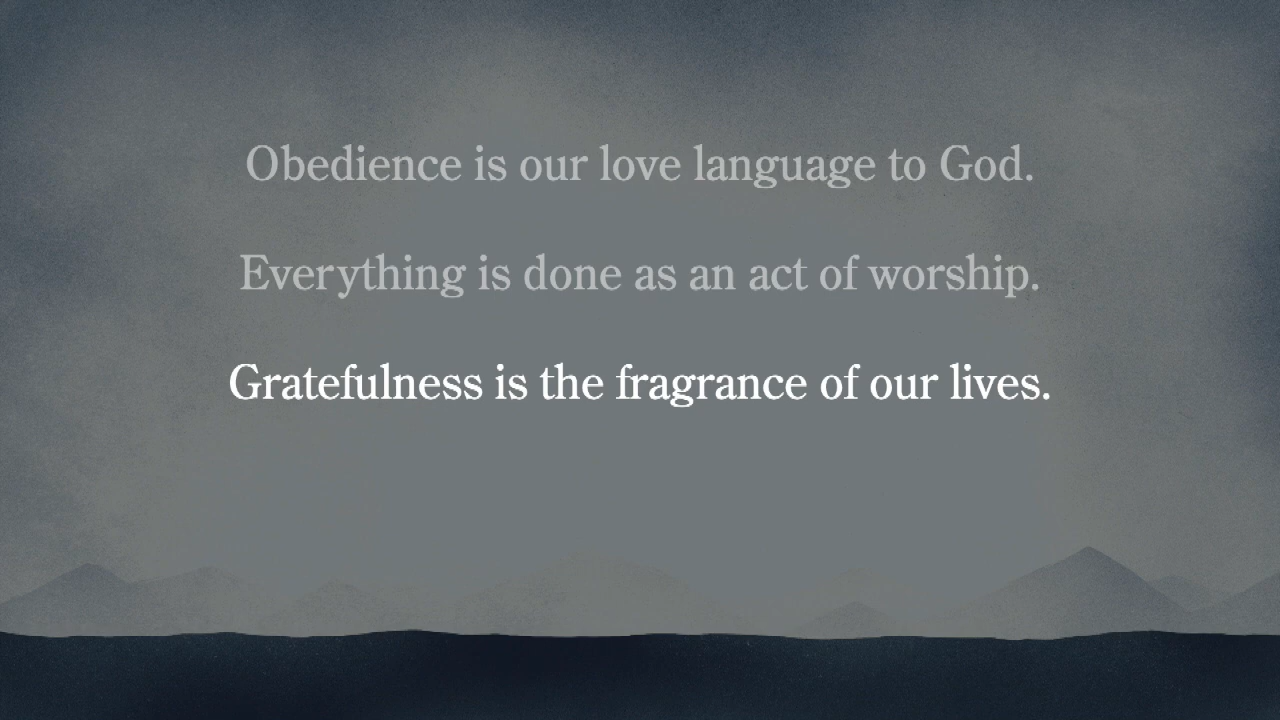 Obedience is our love language to God.
Everything is done as an act of worship.
Gratefulness is the fragrance of our lives.